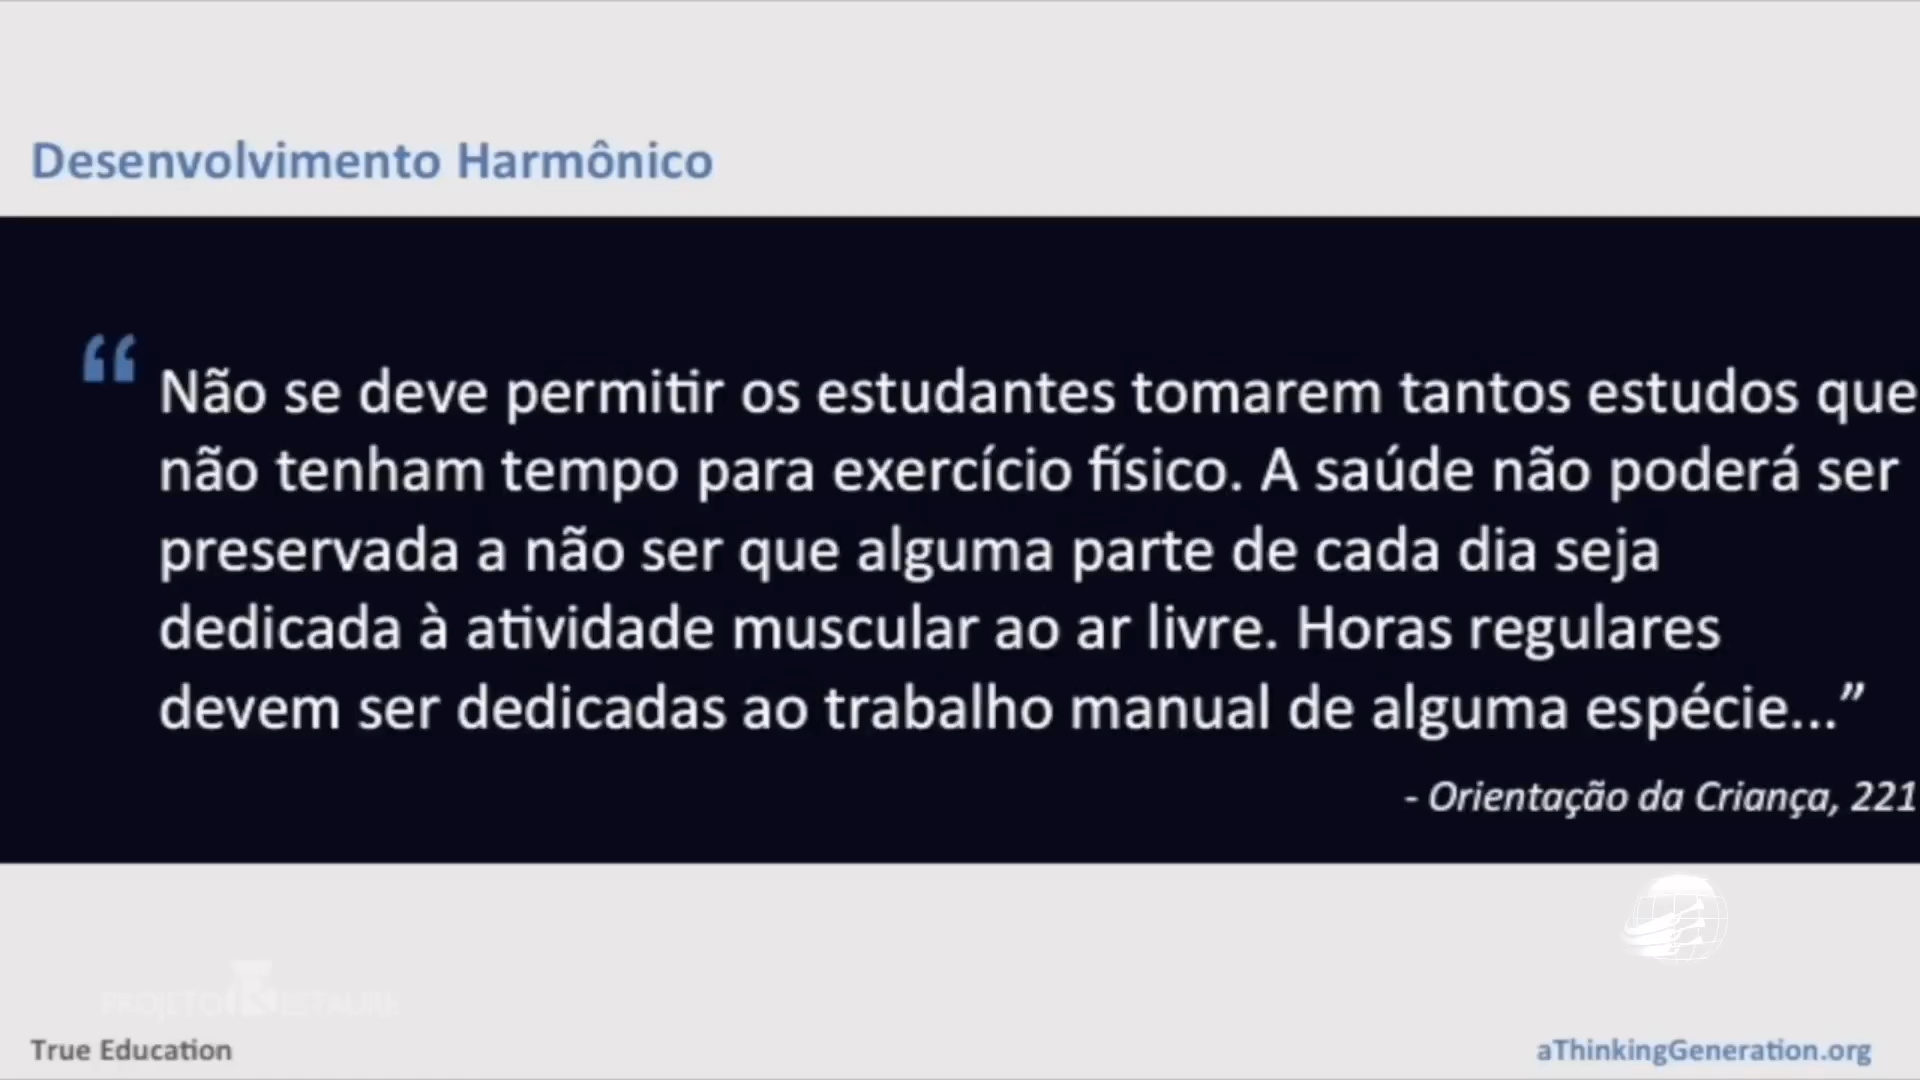 Desenvolvimento Harmônico
“ Não se deve permitir os estudantes tomarem tantos estudos que
não tenham tempo para exercício físico. A saúde não poderá ser
preservada a não ser que alguma parte de cada dia seja
dedicada à atividade muscular ao ar livre. Horas regulares
devem ser dedicadas ao trabalho manual de alguma espécie...”
- Orientação da Criança, 221
PROJETO RESTAURE
True Education
aThinkingGeneration.org